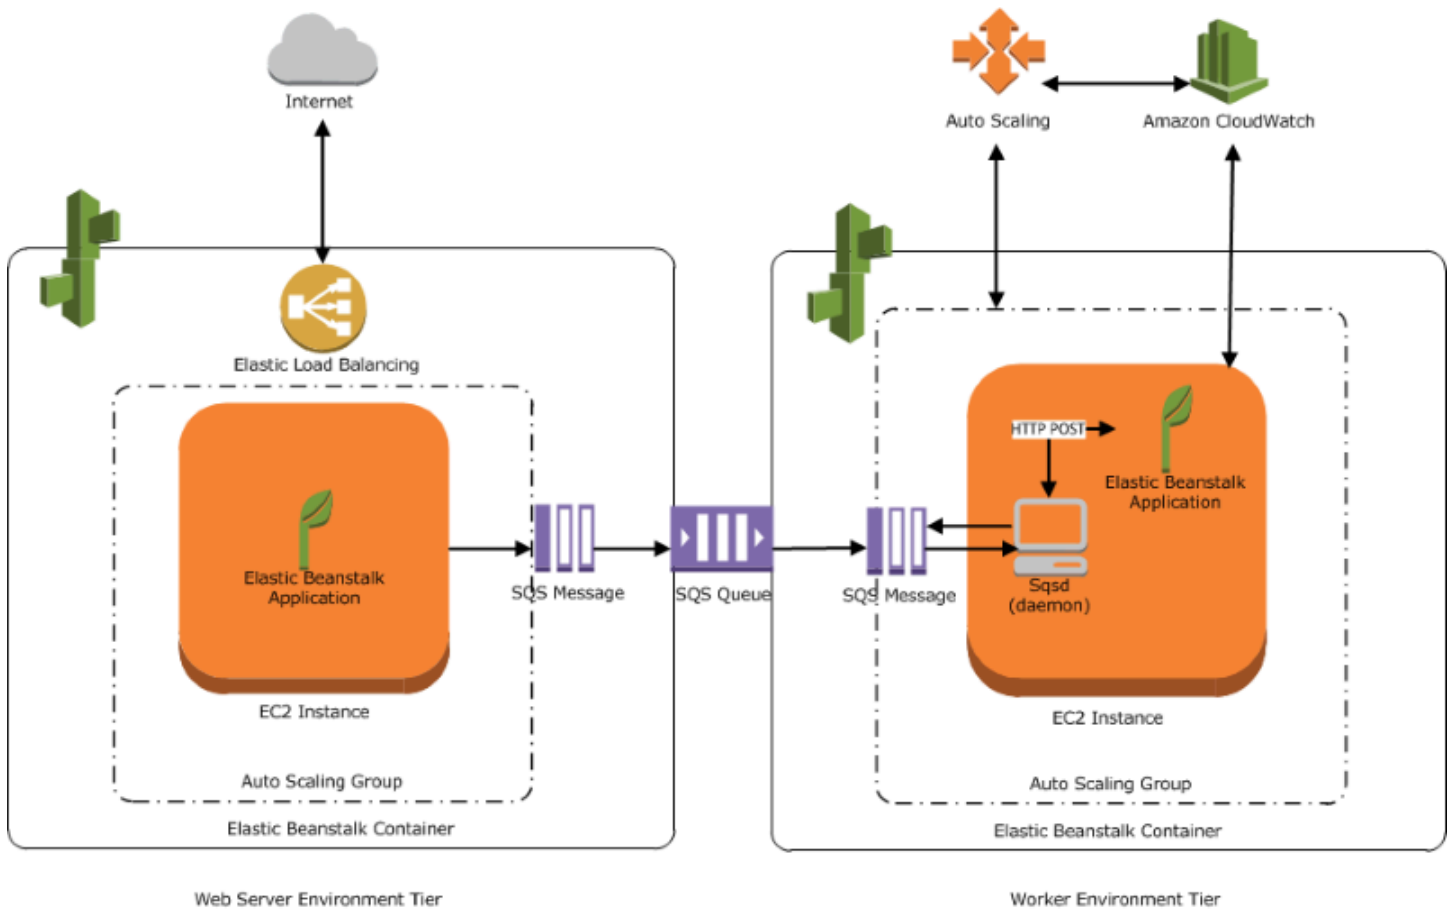 Internet
Auto Scaling
Amazon CloudWatch
Elastic Load Balancing
HTTP POST
Elastic Beanstalk
Application
Elastic Beanstalk
Application
SQS Message
SQS Queue
SQS Message
Sqsd
(daemon)
EC2 Instance
EC2 Instance
Auto Scaling Group
Auto Scaling Group
Elastic Beanstalk Container
Elastic Beanstalk Container
Web Server Environment Tier
Worker Environment Tier